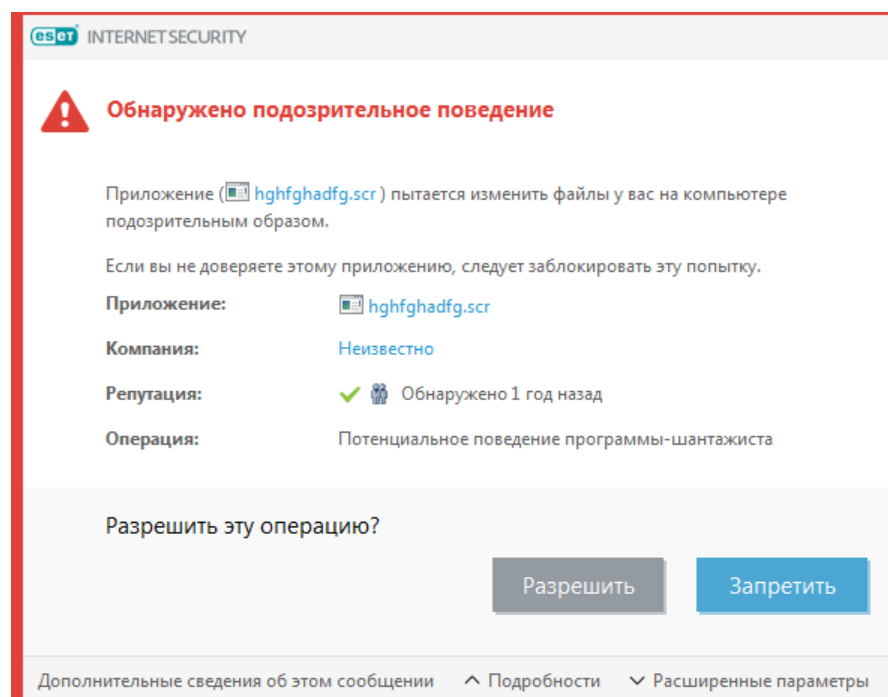 eset INTERNET SECURITY
Обнаружено подозрительное поведение
Приложение ( hghfghadfg.scr ) пытается изменить файлы у вас на компьютере
подозрительным образом.
Если вы не доверяете этому приложению, следует заблокировать эту попытку.
Приложение: hghfghadfg.scr
Компания: Неизвестно
Репутация: Обнаружено 1 год назад
Операция: Потенциальное поведение программы-шантажиста
Разрешить эту операцию?
Разрешить Запретить
Дополнительные сведения об этом сообщении Подробности Расширенные параметры